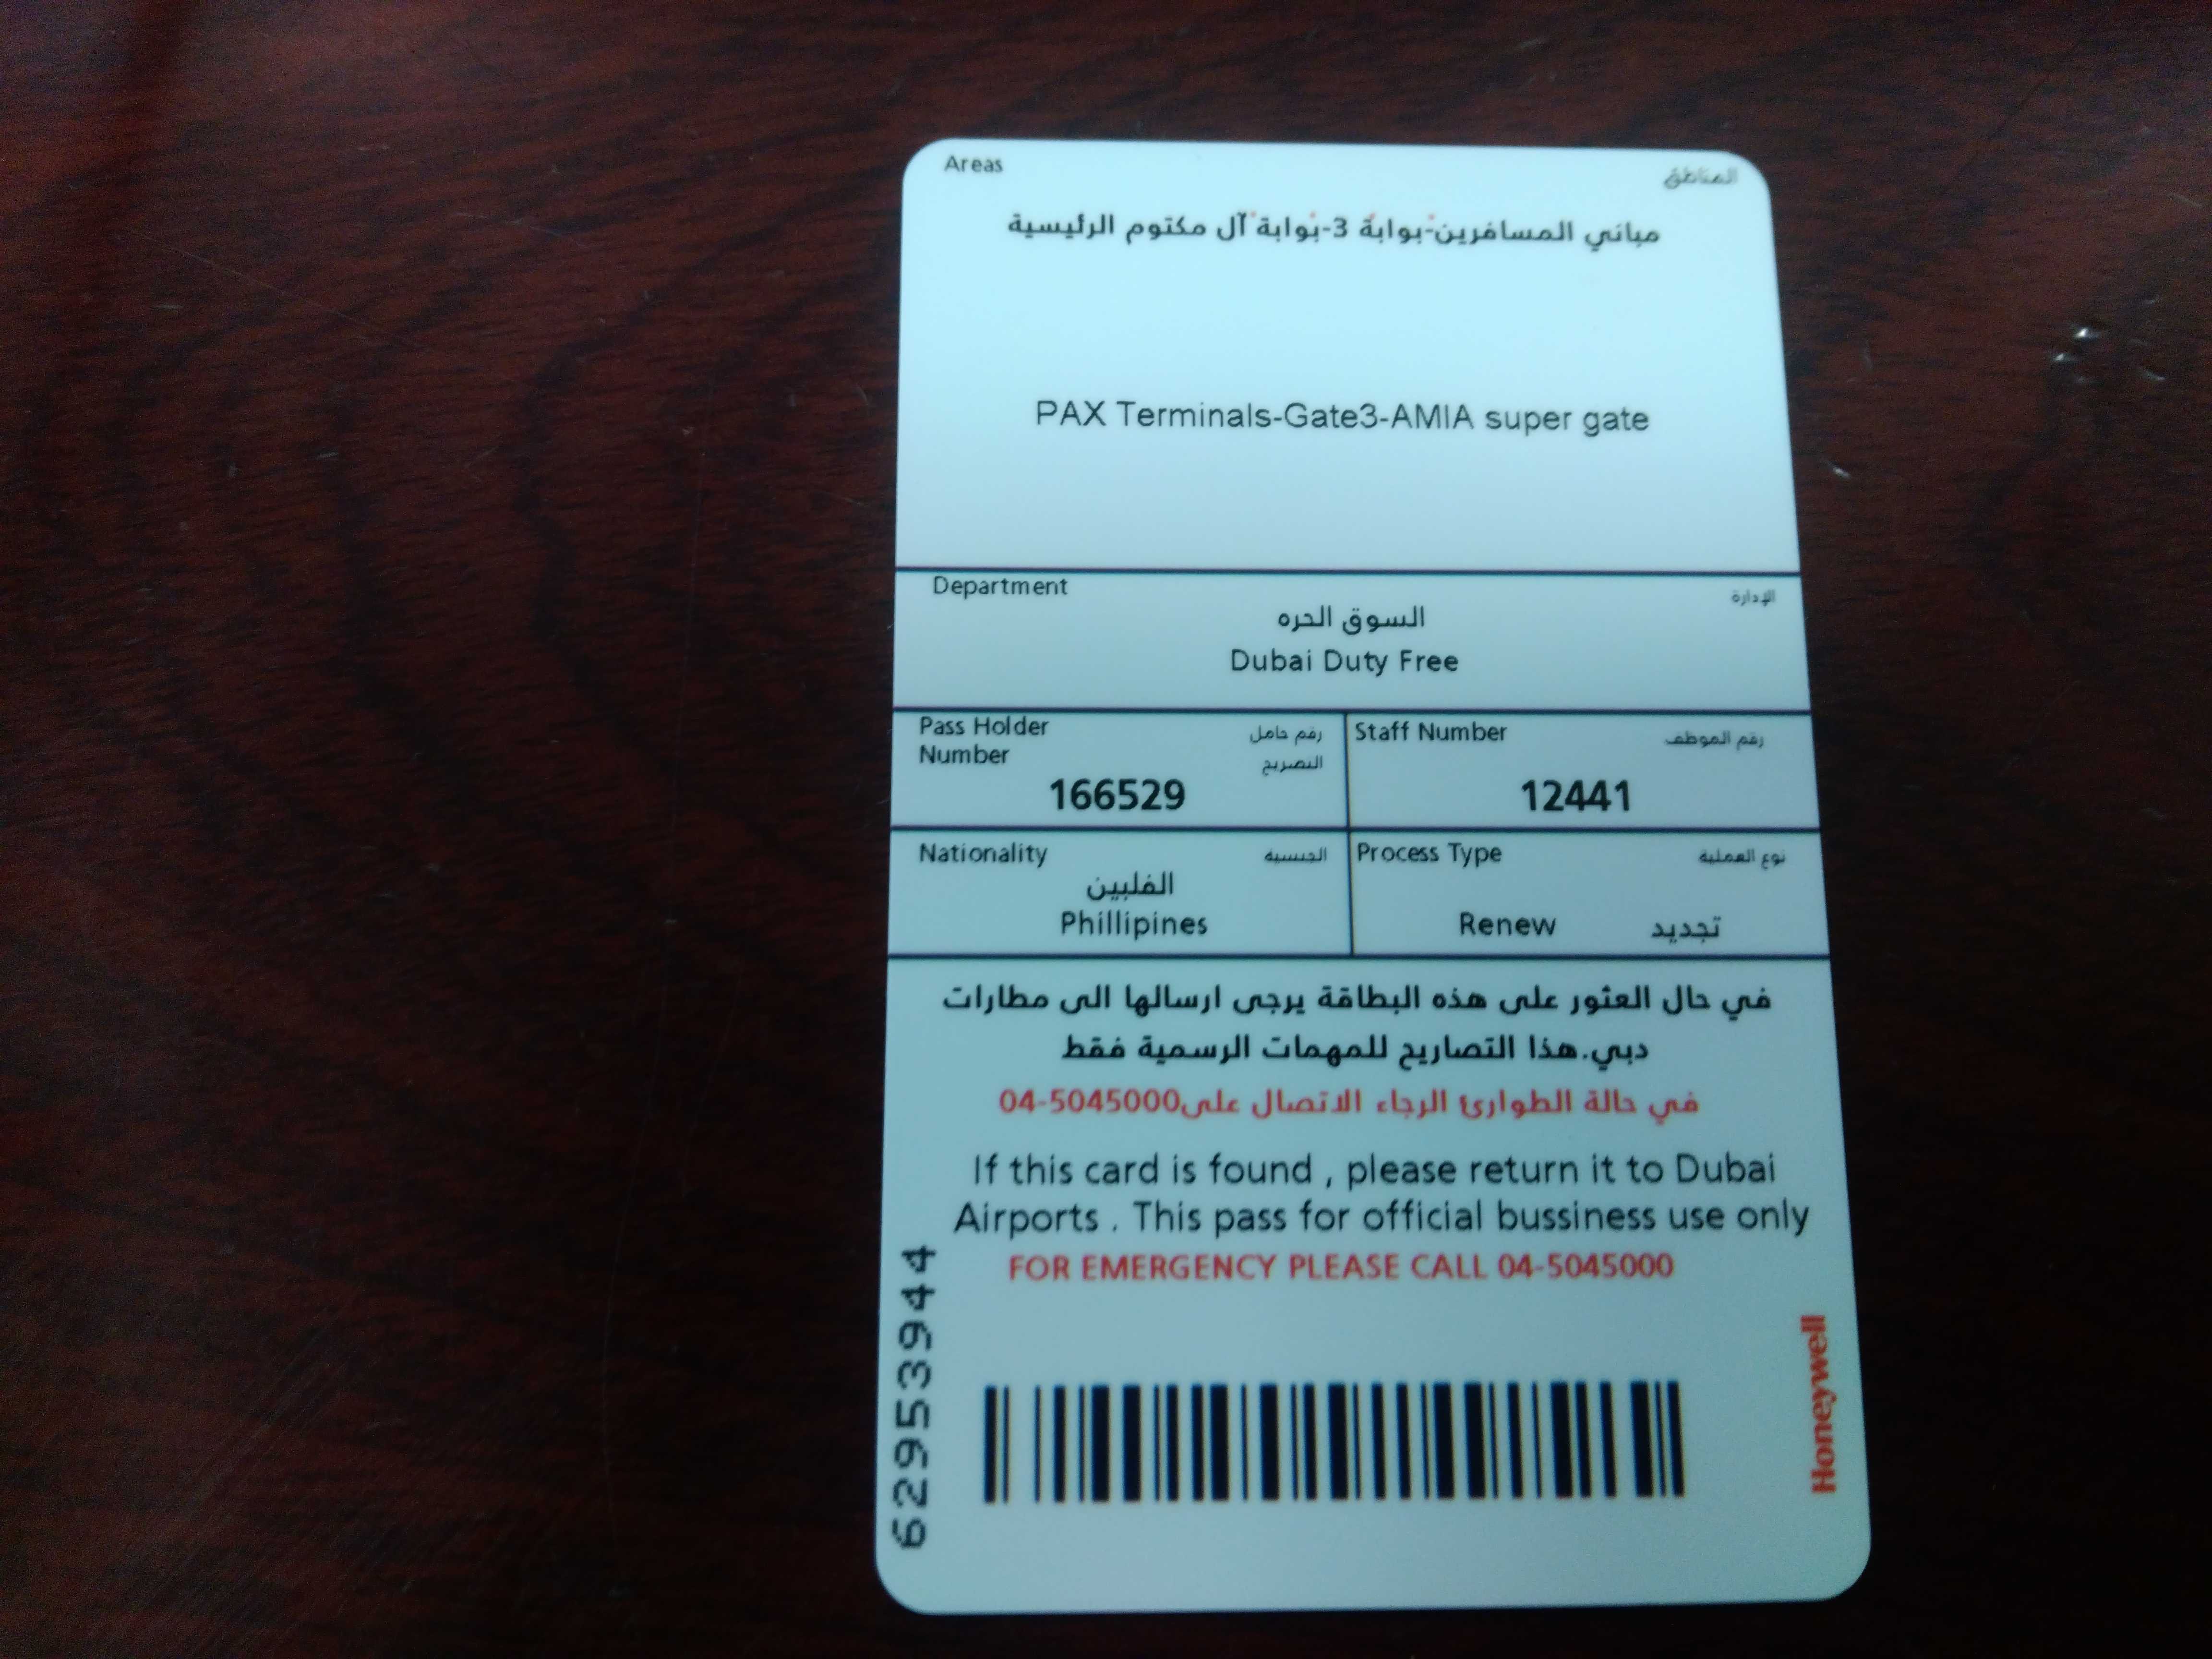 Areas المناطق
مباني المسافرين-بوابة 3-بوابة آل مكتوم الرئيسية
PAX Terminals-Gate3-AMIA super gate
Department الإدارة
السوق الحره
Dubai Duty Free
Pass Holder رقم حامل
Number التصريح
166529
Staff Number رقم الموظف
12441
Nationality الجنسية
الفلبين
Phillipines
Process Type نوع العملية
Renew تجديد
في حال العثور على هذه البطاقة يرجى ارسالها الى مطارات
دبي.هذا التصاريح للمهمات الرسمية فقط
في حالة الطوارئ الرجاء الاتصال على04-5045000
If this card is found , please return it to Dubai
Airports . This pass for official bussiness use only
FOR EMERGENCY PLEASE CALL 04-5045000
62953944
Honeywell